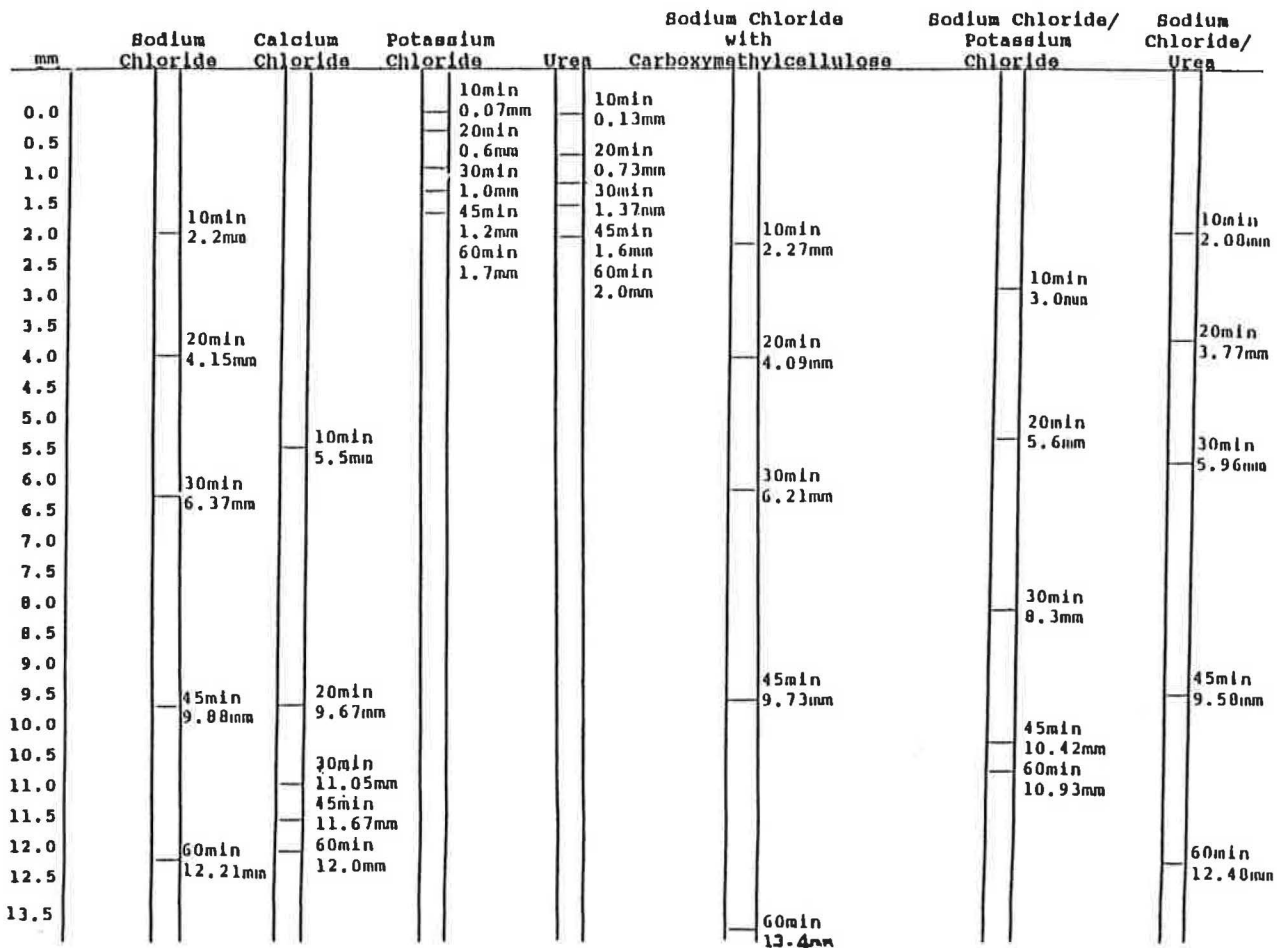 mm
0.0
0.5
1.0
1.5
2.0
2.5
3.0
3.5
4.0
4.5
5.0
5.5
6.0
6.5
7.0
7.5
8.0
8.5
9.0
9.5
10.0
10.5
11.0
11.5
12.0
12.5
13.5
Sodium
Chloride
10min
2.2mm
20min
4.15mm
30min
6.37mm
45min
9.88mm
60min
12.21mm
Calcium
Chloride
10min
5.5mm
20min
9.67mm
30min
11.05mm
45min
11.67mm
60min
12.0mm
Potassium
Chloride
10min
0.07mm
20min
0.6mm
30min
1.0mm
45min
1.2mm
60min
1.7mm
Urea
10min
0.13mm
20min
0.73mm
30min
1.37mm
45min
1.6mm
60min
2.0mm
Sodium Chloride
with
Carboxymethylcellulose
10min
2.27mm
20min
4.09mm
30min
6.21mm
45min
9.73mm
60min
13.4mm
Sodium Chloride/
Potassium
Chloride
10min
3.0mm
20min
5.6mm
30min
8.3mm
45min
10.42mm
60min
10.93mm
Sodium
Chloride/
Urea
10min
2.08mm
20min
3.77mm
30min
5.96mm
45min
9.58mm
60min
12.48mm